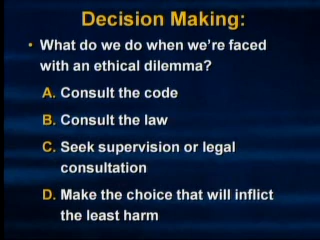 Decision Making:
• What do we do when we're faced
with an ethical dilemma?
A. Consult the code
B. Consult the law
C. Seek supervision or legal
consultation
D. Make the choice that will inflict
the least harm